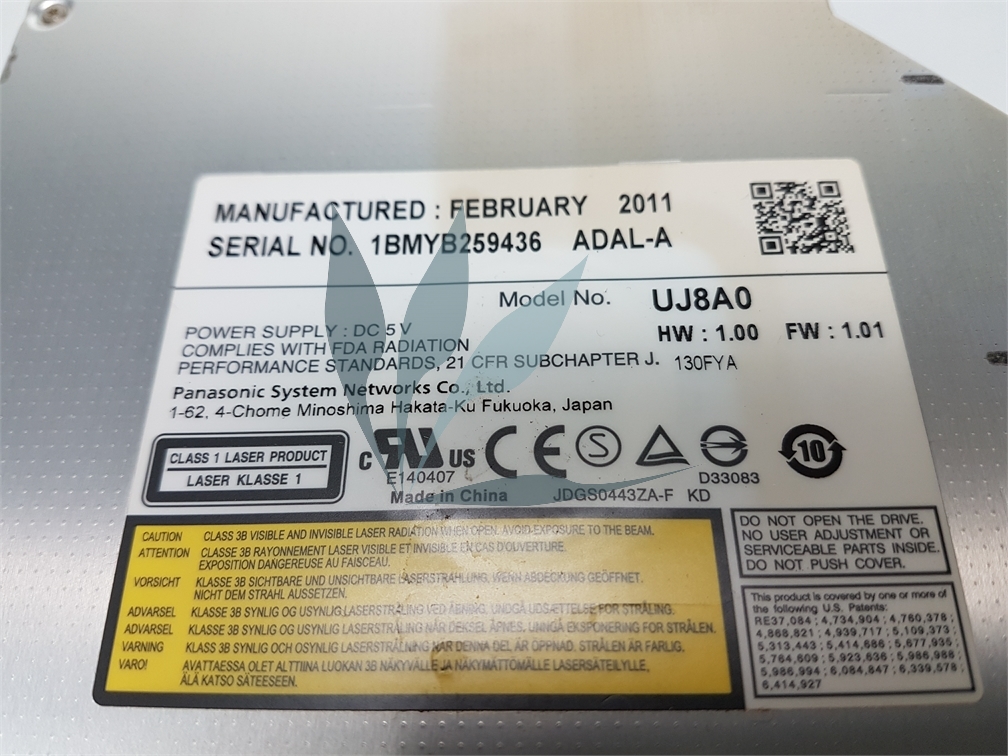 MANUFACTURED : FEBRUARY 2011
SERIAL NO. 1BMYB259436 ADAL-A
Model No. UJ8A0
POWER SUPPLY : DC 5 V
HW : 1.00 FW : 1.01
COMPLIES WITH FDA RADIATION
PERFORMANCE STANDARDS, 21 CFR SUBCHAPTER J. 130FYA
Panasonic System Networks Co., Ltd.
1-62, 4-Chome Minoshima Hakata-Ku Fukuoka, Japan
CLASS 1 LASER PRODUCT
LASER KLASSE 1
C US CE S 10
E140407 D33083
Made in China JDGS0443ZA-F KD
CAUTION CLASS 3B VISIBLE AND INVISIBLE LASER RADIATION WHEN OPEN. AVOID EXPOSURE TO THE BEAM.
ATTENTION CLASSE 3B RAYONNEMENT LASER VISIBLE ET INVISIBLE EN CAS D'OUVERTURE.
EXPOSITION DANGEREUSE AU FAISCEAU.
VORSICHT KLASSE 3B SICHTBARE UND UNSICHTBARE LASERSTRAHLUNG, WENN ABDECKUNG GEÖFFNET.
NICHT DEM STRAHL AUSSETZEN.
ADVARSEL KLASSE 3B SYNLIG OG USYNLIG LASERSTRÅLING VED ÅBNING. UNDGÅ UDSÆTTELSE FOR STRÅLING.
ADVARSEL KLASSE 3B SYNLIG OG USYNLIG LASERSTRÅLING NÅR DEKSEL ÅPNES. UNNGÅ EKSPONERING FOR STRÅLEN.
VARNING KLASS 3B SYNLIG OCH OSYNLIG LASERSTRÅLNING NÄR DENNA DEL ÄR ÖPPNAD. STRÅLEN ÄR FARLIG.
VARO! AVATTAESSA OLET ALTTIINA LUOKAN 3B NÄKYVÄLLE JA NÄKYMÄTTÖMÄLLE LASERSÄTEILYLLE,
ÄLÄ KATSO SÄTEESEEN.
DO NOT OPEN THE DRIVE.
NO USER ADJUSTMENT OR
SERVICEABLE PARTS INSIDE.
DO NOT PUSH COVER.
This product is covered by one or more of
the following U.S. Patents:
RE37,084 ; 4,734,904 ; 4,760,378 ;
4,868,821 ; 4,939,717 ; 5,109,373 ;
5,313,443 ; 5,414,686 ; 5,677,935 ;
5,764,609 ; 5,923,636 ; 5,986,988 ;
5,986,994 ; 6,084,847 ; 6,339,578 ;
6,414,927